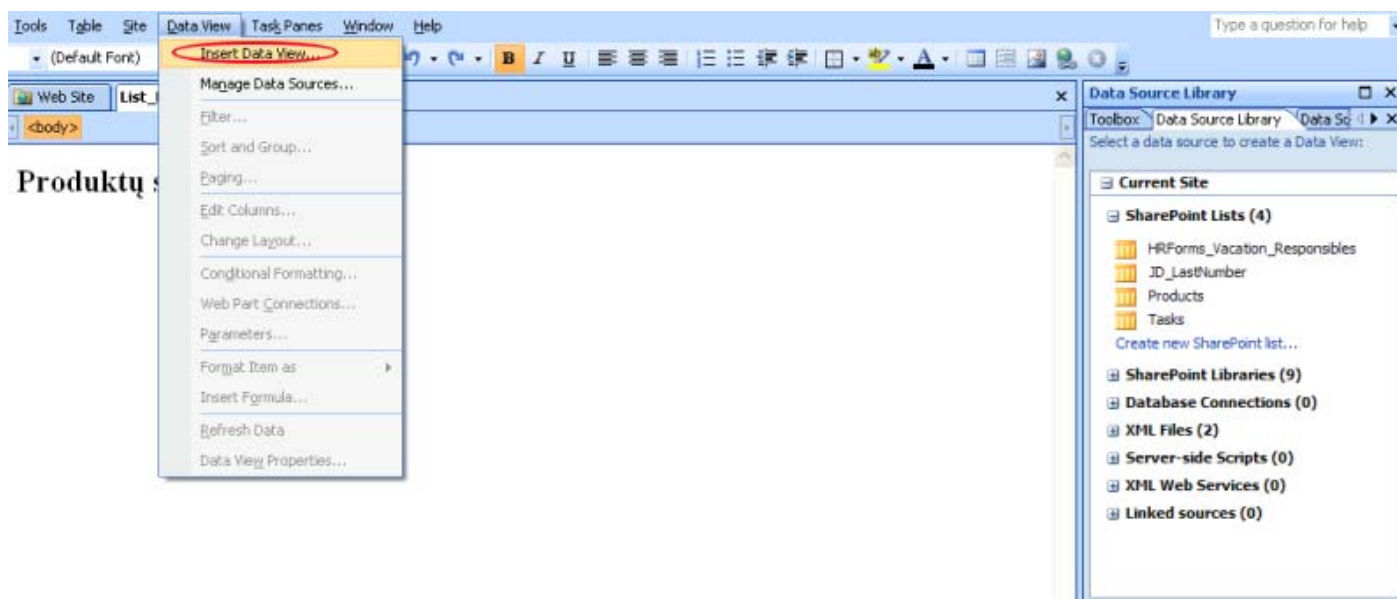 Tools Table Site Data View Task Panes Window Help Type a question for help
(Default Font) B I U A
Insert Data View...
Manage Data Sources...
Filter...
Sort and Group...
Paging...
Edit Columns...
Change Layout...
Conditional Formatting...
Web Part Connections...
Parameters...
Format Item as
Insert Formula...
Refresh Data
Data View Properties...
Web Site List_
<body>
Produktų
Data Source Library
Toolbox Data Source Library Data So
Select a data source to create a Data View:
Current Site
SharePoint Lists (4)
HRForms_Vacation_Responsibles
JD_LastNumber
Products
Tasks
Create new SharePoint list...
SharePoint Libraries (9)
Database Connections (0)
XML Files (2)
Server-side Scripts (0)
XML Web Services (0)
Linked sources (0)